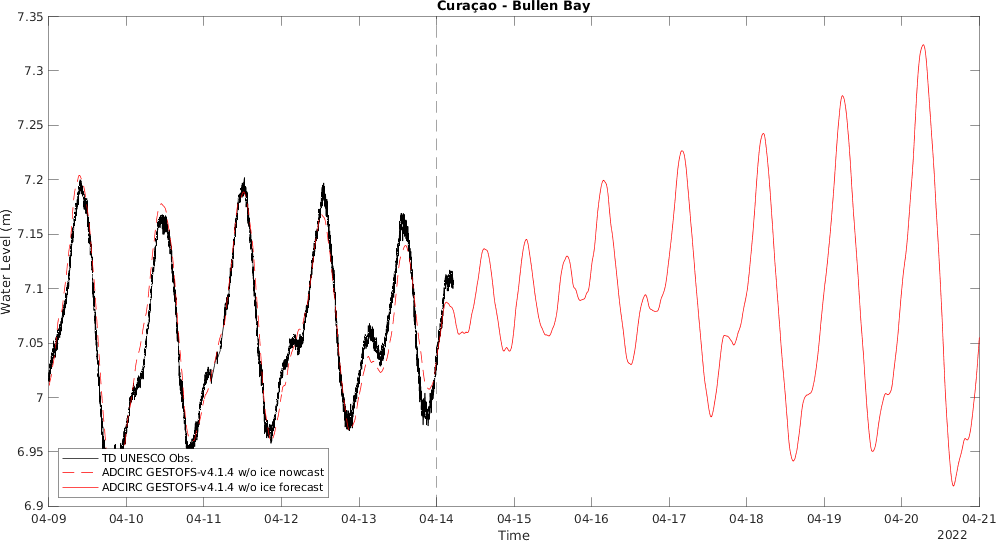 Curaçao - Bullen Bay
7.35
7.3
7.25
7.2
7.15
7.1
7.05
7
6.95
6.9
Water Level (m)
TD UNESCO Obs.
ADCIRC GESTOFS-v4.1.4 w/o ice nowcast
ADCIRC GESTOFS-v4.1.4 w/o ice forecast
04-09 04-10 04-11 04-12 04-13 04-14 04-15 04-16 04-17 04-18 04-19 04-20 04-21
Time
2022